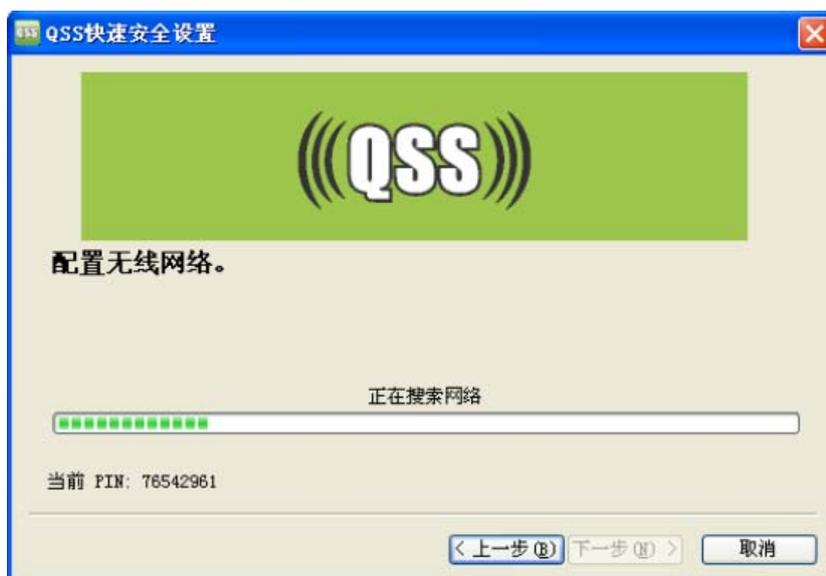 QSS快速安全设置
(((QSS)))
配置无线网络。
正在搜索网络
当前 PIN: 76542961
< 上一步(B) 下一步(N) > 取消